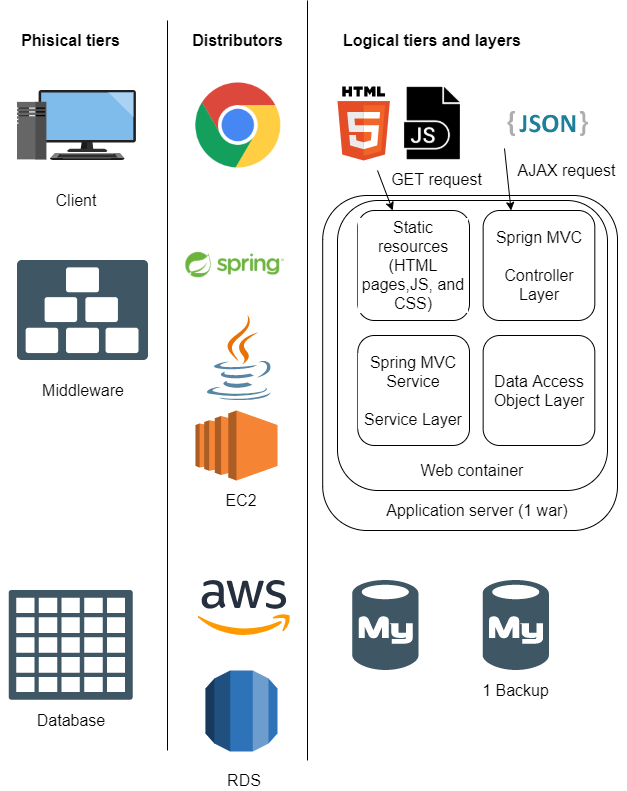 Phisical tiers
Distributors
Logical tiers and layers
HTML
5
JS
{JSON}
Client
GET request
AJAX request
Static
resources
(HTML
pages,JS, and
CSS)
Sprign MVC
Controller
Layer
spring
Middleware
Spring MVC
Service
Service Layer
Data Access
Object Layer
Web container
EC2
Application server (1 war)
aws
My
My
1 Backup
Database
RDS